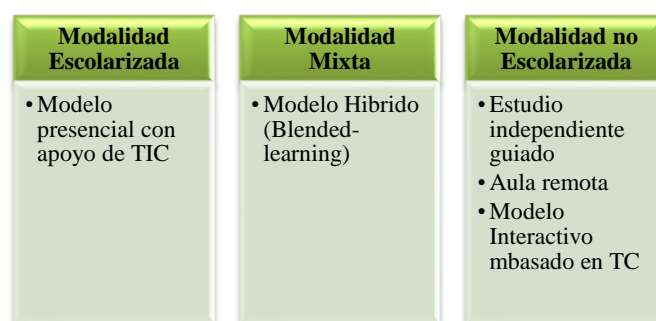 Modalidad
Escolarizada
• Modelo
presencial con
apoyo de TIC
Modalidad
Mixta
• Modelo Hibrido
(Blended-
learning)
Modalidad no
Escolarizada
• Estudio
independiente
guiado
• Aula remota
• Modelo
Interactivo
mbasado en TC